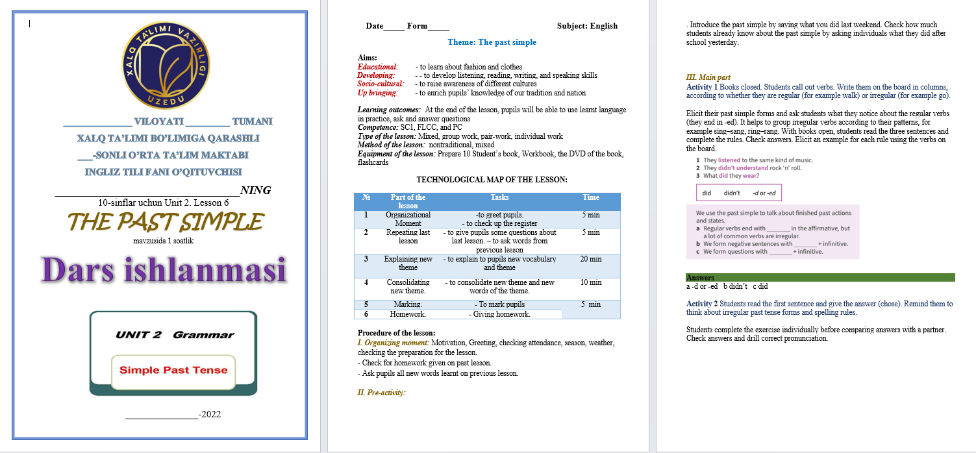 XALQ TA'LIMI VAZIRLIGI
UZEDU
____________ VILOYATI ________ TUMANI
XALQ TA'LIMI BO'LIMIGA QARASHLI
___-SONLI O'RTA TA'LIM MAKTABI
INGLIZ TILI FANI O'QITUVCHISI
______________________________NING
10-sinflar uchun Unit 2. Lesson 6
THE PAST SIMPLE
mavzusida 1 soatlik
Dars ishlanmasi
UNIT 2 Grammar
Simple Past Tense
_________________-2022
Date_____ Form_____ Subject: English
Theme: The past simple
Aims:
Educational: - to learn about fashion and clothes
Developing: - - to develop listening, reading, writing, and speaking skills
Socio-cultural: - to raise awareness of different cultures
Up bringing: - to enrich pupils' knowledge of our tradition and nation
Learning outcomes: At the end of the lesson, pupils will be able to use learnt language
in practice, ask and answer questions
Competence: SC1, FLCC, and PC
Type of the lesson: Mixed, group work, pair-work, individual work
Method of the lesson: nontraditional, mixed
Equipment of the lesson: Prepare 10 Student's book, Workbook, the DVD of the book,
flashcards
TECHNOLOGICAL MAP OF THE LESSON:
№ Part of the lesson Tasks Time
1 Organizational Moment -to greet pupils. - to check up the register 5 min
2 Repeating last lesson - to give pupils some questions about last lesson. – to ask words from previous lesson 5 min
3 Explaining new theme - to explain to pupils new vocabulary and theme 20 min
4 Consolidating new theme. - to consolidate new theme and new words of the theme. 10 min
5 Marking. - To mark pupils 5 min
6 Homework. - Giving homework.
Procedure of the lesson:
I. Organizing moment: Motivation, Greeting, checking attendance, season, weather,
checking the preparation for the lesson.
- Check for homework given on past lesson.
- Ask pupils all new words learnt on previous lesson.
II. Pre-activity:
. Introduce the past simple by saying what you did last weekend. Check how much
students already know about the past simple by asking individuals what they did after
school yesterday.
III. Main part
Activity 1 Books closed. Students call out verbs. Write them on the board in columns,
according to whether they are regular (for example walk) or irregular (for example go).
Elicit their past simple forms and ask students what they notice about the regular verbs
(they end in -ed). It helps to group irregular verbs according to their patterns, for
example sing–sang, ring–rang. With books open, students read the three sentences and
complete the rules. Check answers. Elicit an example for each rule using the verbs on
the board.
1 They listened to the same kind of music.
2 They didn't understand rock 'n' roll.
3 What did they wear?
did didn't -d or -ed
We use the past simple to talk about finished past actions
and states.
a Regular verbs end with ______ in the affirmative, but
a lot of common verbs are irregular.
b We form negative sentences with ______ + infinitive.
c We form questions with ______ + infinitive.
Answers
a -d or -ed b didn't c did
Activity 2 Students read the first sentence and give the answer (chose). Remind them to
think about irregular past tense forms and spelling rules.
Students complete the exercise individually before comparing answers with a partner.
Check answers and drill correct pronunciation.